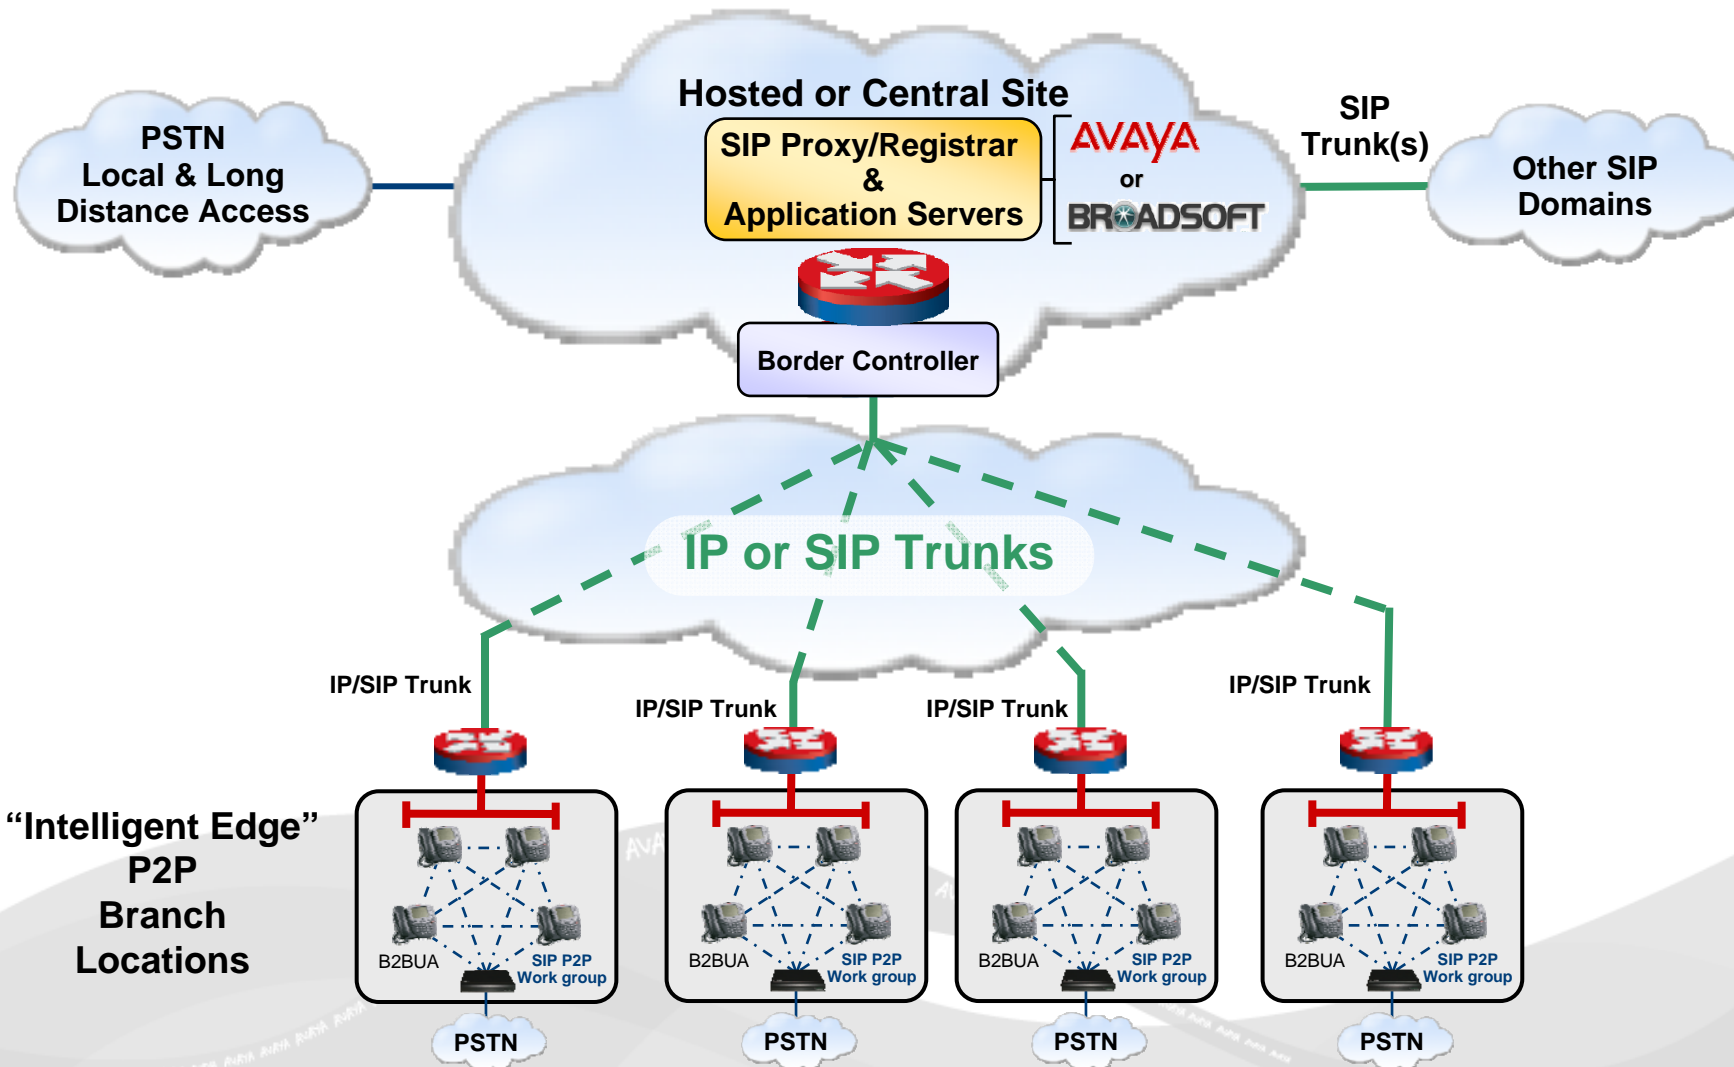 Hosted or Central Site
SIP Proxy/Registrar
&
Application Servers
AVAYA
or
BROADSOFT
PSTN
Local & Long
Distance Access
SIP
Trunk(s)
Other SIP
Domains
Border Controller
IP or SIP Trunks
IP/SIP Trunk
IP/SIP Trunk
IP/SIP Trunk
IP/SIP Trunk
“Intelligent Edge”
P2P
Branch
Locations
B2BUA
SIP P2P
Work group
B2BUA
SIP P2P
Work group
B2BUA
SIP P2P
Work group
B2BUA
SIP P2P
Work group
PSTN
PSTN
PSTN
PSTN